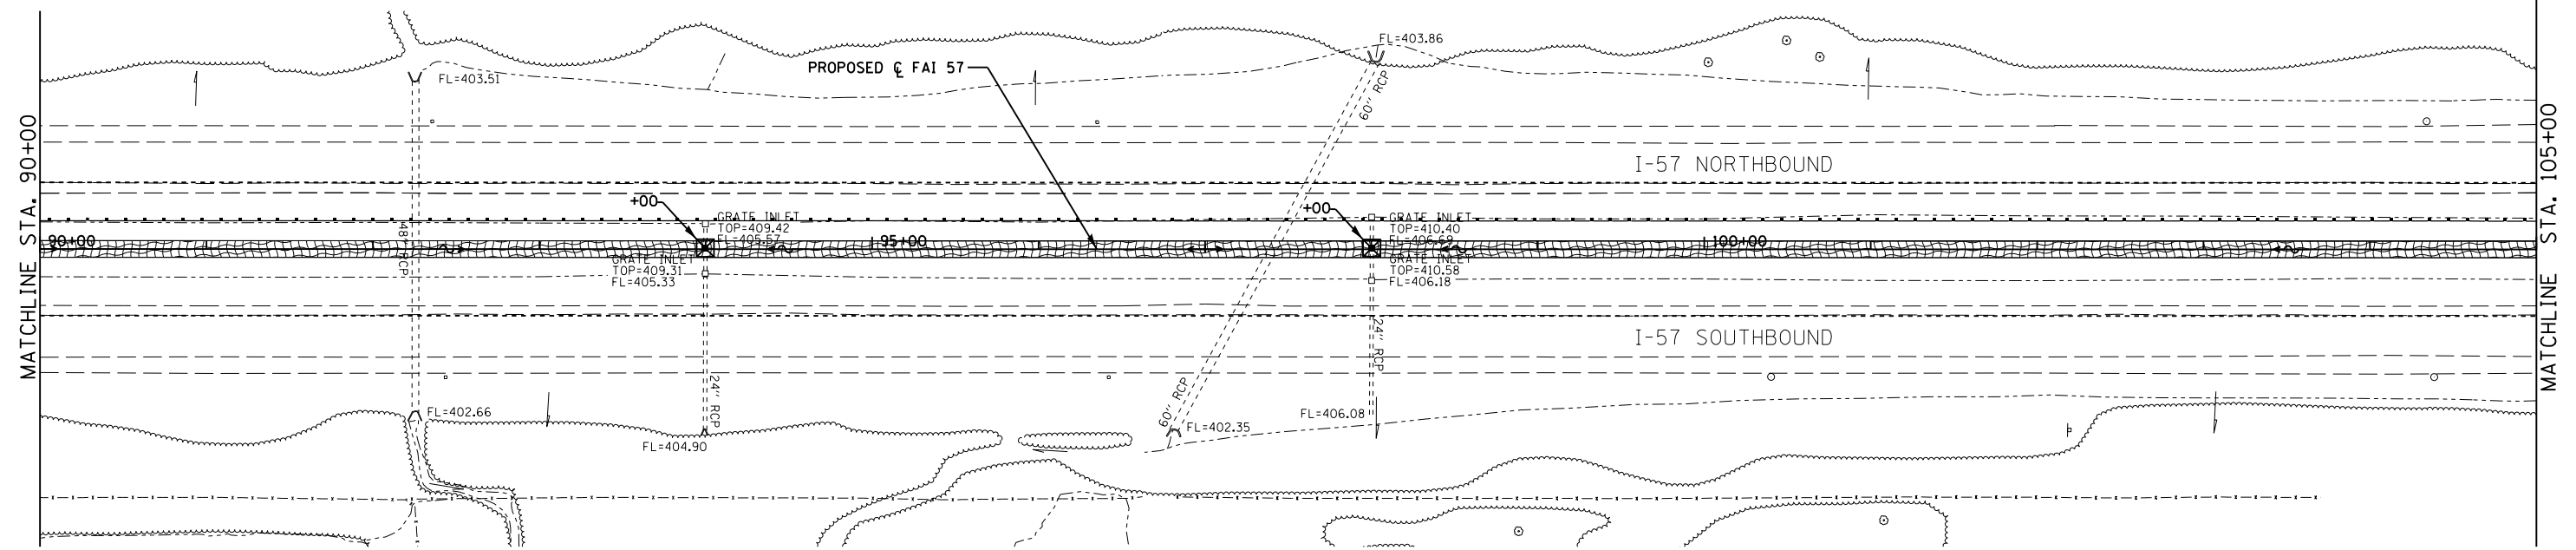 FL=403.86
PROPOSED ℄ FAI 57
FL=403.51
60'' RCP
MATCHLINE STA. 90+00
MATCHLINE STA. 105+00
I-57 NORTHBOUND
+00
GRATE INLET
TOP=409.42
FL=405.57
+00
GRATE INLET
TOP=410.40
FL=406.69
90+00
95+00
100+00
48'' RCP
GRATE INLET
TOP=409.31
FL=405.33
GRATE INLET
TOP=410.58
FL=406.18
I-57 SOUTHBOUND
24'' RCP
24'' RCP
60'' RCP
FL=402.66
FL=406.08
FL=402.35
FL=404.90